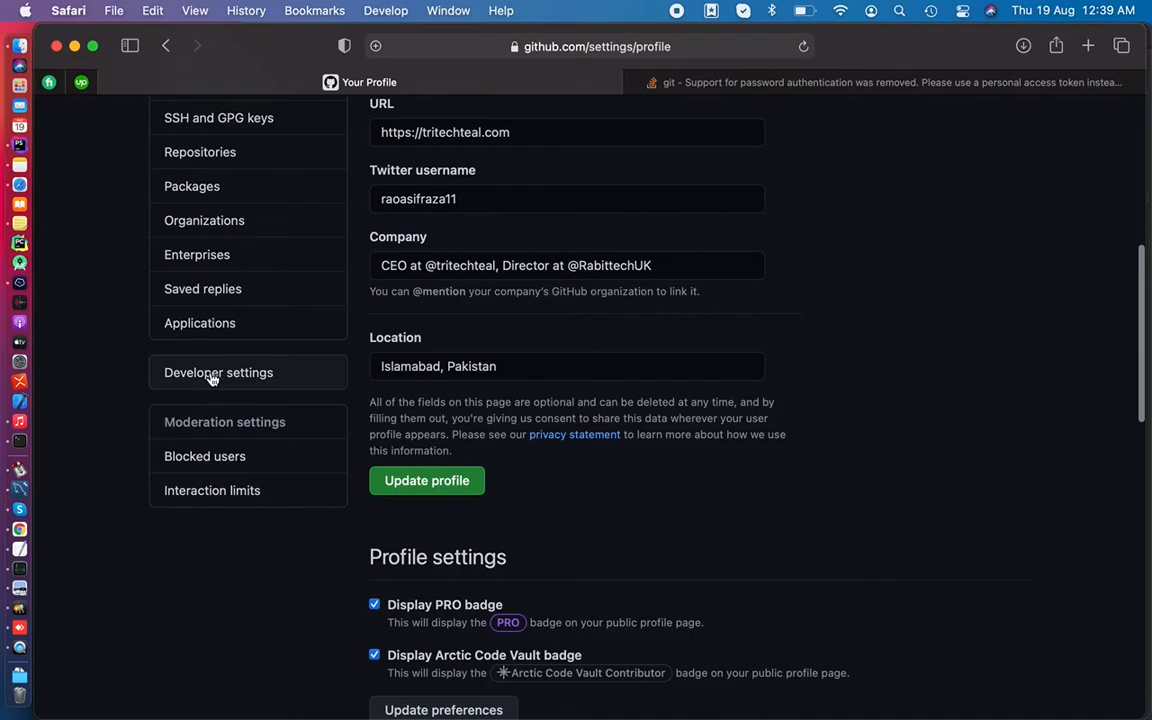 Safari File Edit View History Bookmarks Develop Window Help Thu 19 Aug 12:39 AM
github.com/settings/profile
Your Profile
git - Support for password authentication was removed. Please use a personal access token instea...
SSH and GPG keys
Repositories
Packages
Organizations
Enterprises
Saved replies
Applications
Developer settings
Moderation settings
Blocked users
Interaction limits
URL
https://tritechteal.com
Twitter username
raoasifraza11
Company
CEO at @tritechteal, Director at @RabittechUK
You can @mention your company's GitHub organization to link it.
Location
Islamabad, Pakistan
All of the fields on this page are optional and can be deleted at any time, and by
filling them out, you're giving us consent to share this data wherever your user
profile appears. Please see our privacy statement to learn more about how we use
this information.
Update profile
Profile settings
Display PRO badge
This will display the PRO badge on your public profile page.
Display Arctic Code Vault badge
This will display the Arctic Code Vault Contributor badge on your public profile page.
Update preferences